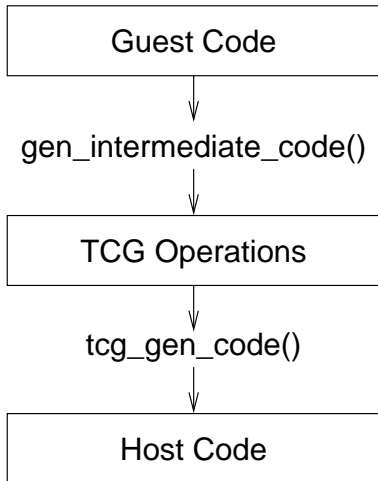 Guest Code
gen_intermediate_code()
TCG Operations
tcg_gen_code()
Host Code